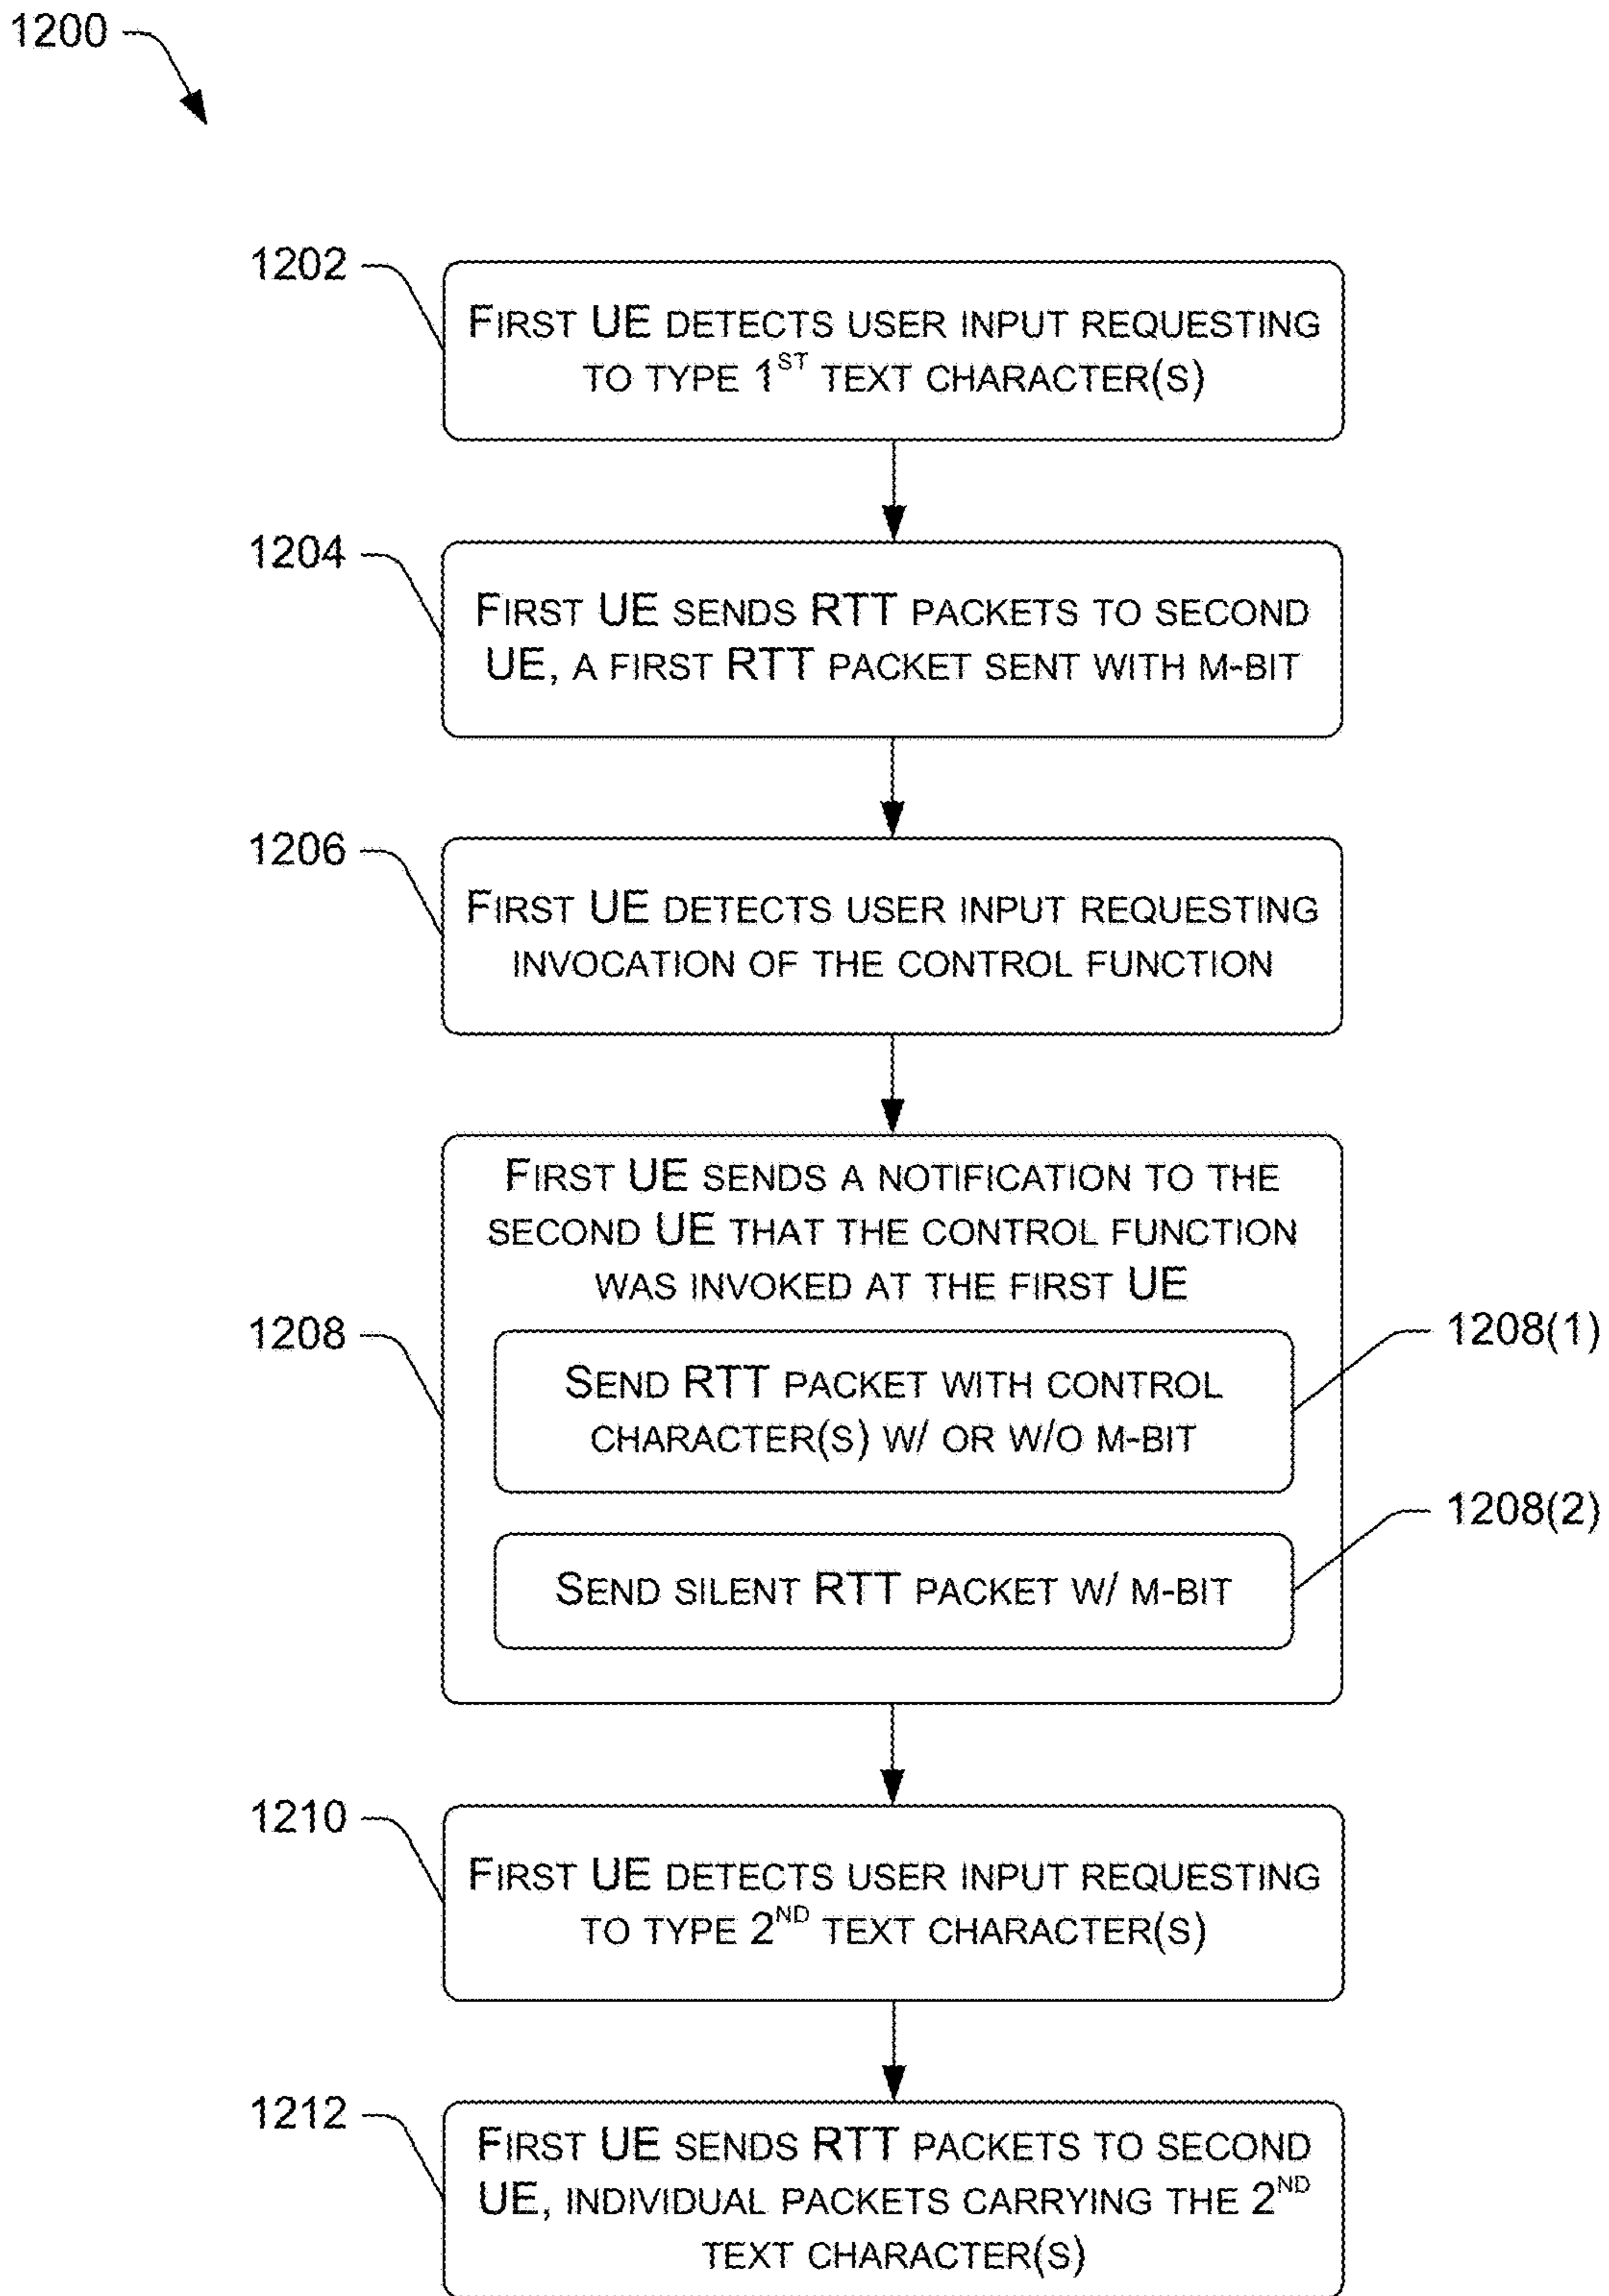 1200
1202
FIRST UE DETECTS USER INPUT REQUESTING
TO TYPE 1ST TEXT CHARACTER(S)
1204
FIRST UE SENDS RTT PACKETS TO SECOND
UE, A FIRST RTT PACKET SENT WITH M-BIT
1206
FIRST UE DETECTS USER INPUT REQUESTING
INVOCATION OF THE CONTROL FUNCTION
1208
FIRST UE SENDS A NOTIFICATION TO THE
SECOND UE THAT THE CONTROL FUNCTION
WAS INVOKED AT THE FIRST UE
1208(1)
SEND RTT PACKET WITH CONTROL
CHARACTER(S) W/ OR W/O M-BIT
1208(2)
SEND SILENT RTT PACKET W/ M-BIT
1210
FIRST UE DETECTS USER INPUT REQUESTING
TO TYPE 2ND TEXT CHARACTER(S)
1212
FIRST UE SENDS RTT PACKETS TO SECOND
UE, INDIVIDUAL PACKETS CARRYING THE 2ND
TEXT CHARACTER(S)